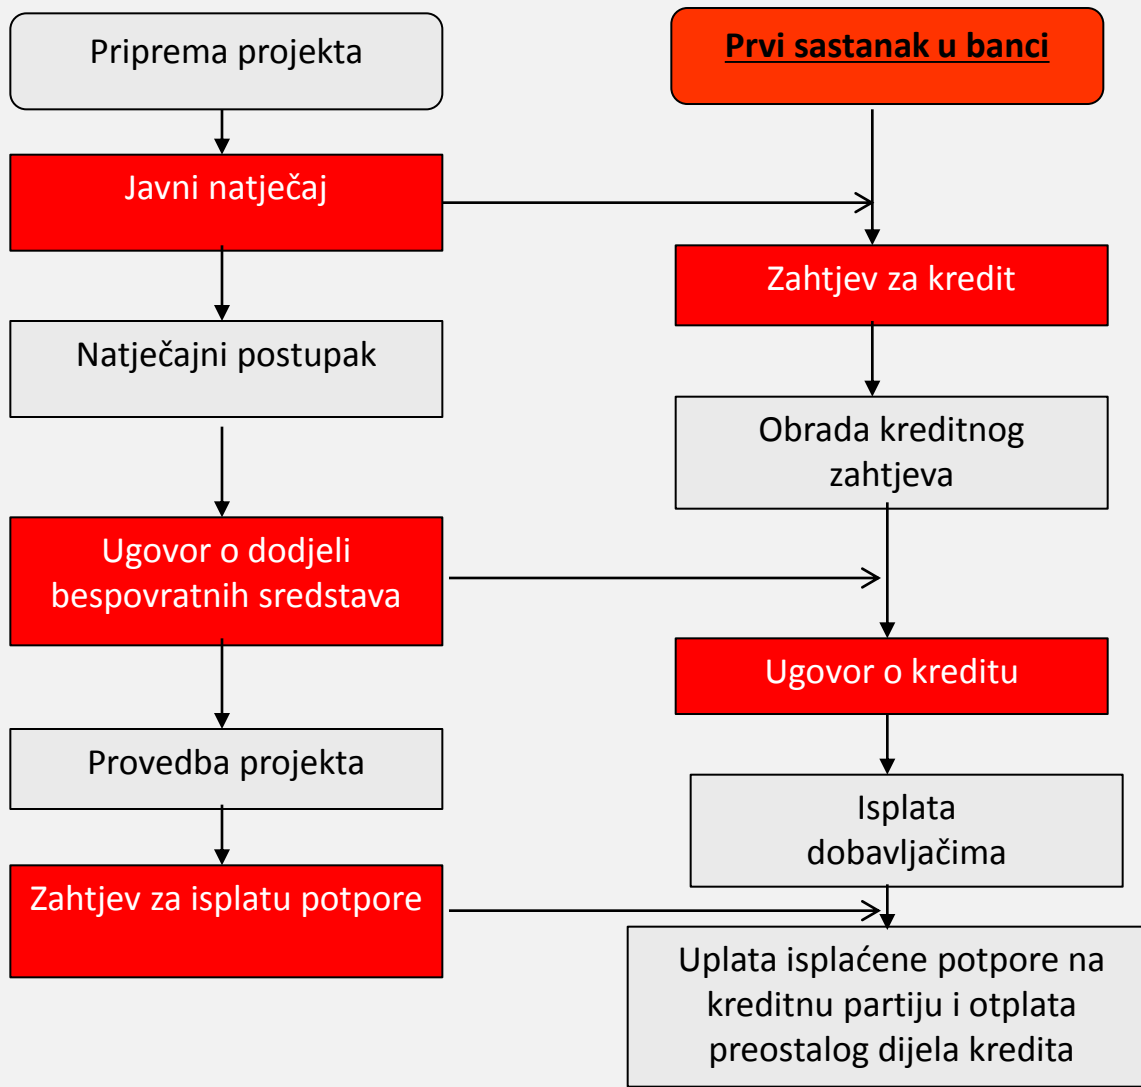 Priprema projekta
Javni natječaj
Natječajni postupak
Ugovor o dodjeli
bespovratnih sredstava
Provedba projekta
Zahtjev za isplatu potpore
Prvi sastanak u banci
Zahtjev za kredit
Obrada kreditnog
zahtjeva
Ugovor o kreditu
Isplata
dobavljačima
Uplata isplaćene potpore na
kreditnu partiju i otplata
preostalog dijela kredita